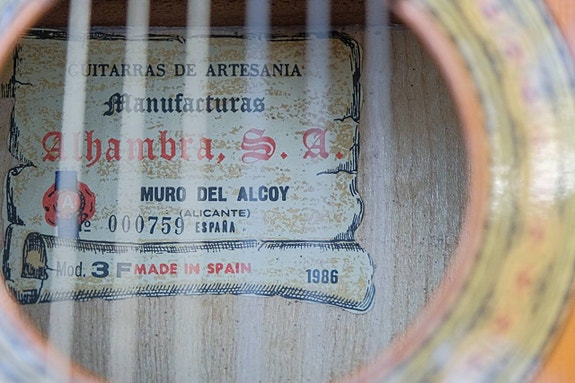 GUITARRAS DE ARTESANIA
Manufacturas
Alhambra, S. A.
MURO DEL ALCOY
(ALICANTE)
Nº 000759 ESPAÑA
Mod. 3 F MADE IN SPAIN 1986